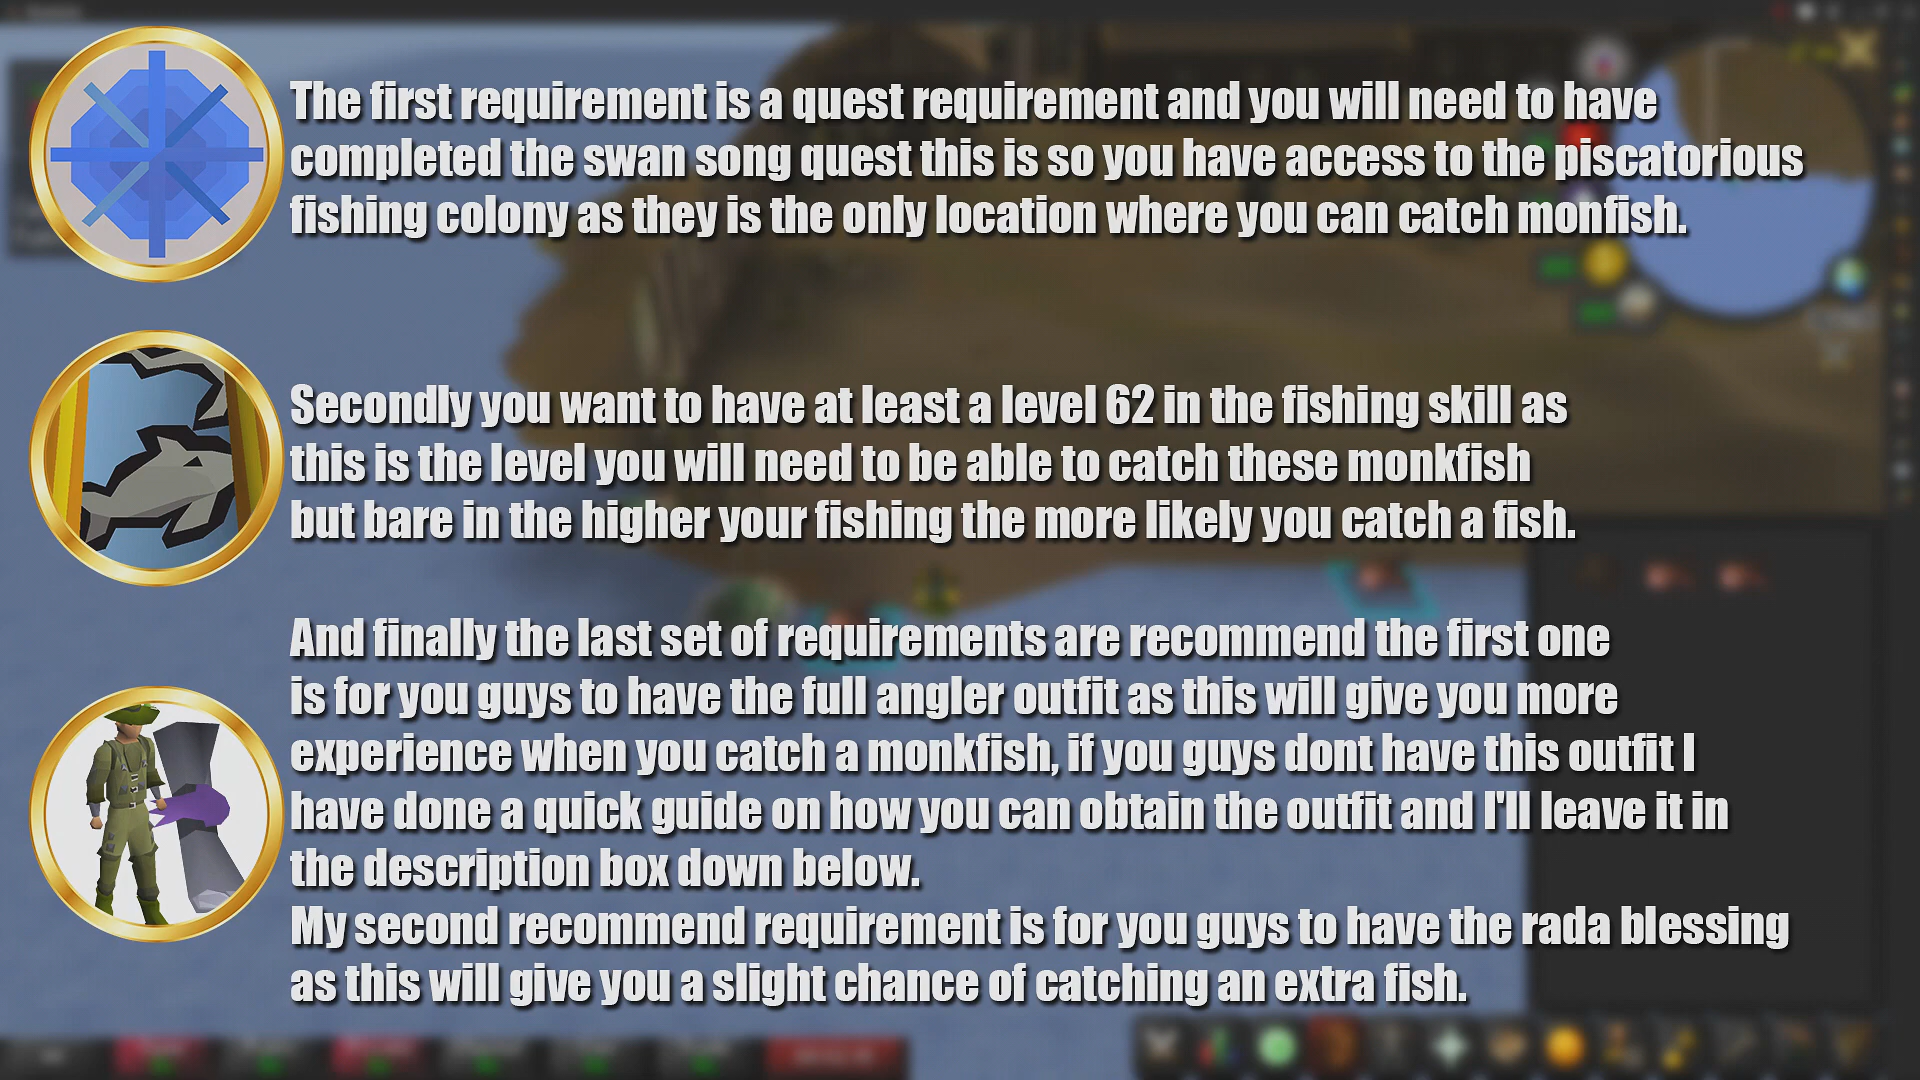 The first requirement is a quest requirement and you will need to have
completed the swan song quest this is so you have access to the piscatorious
fishing colony as they is the only location where you can catch monfish.
Secondly you want to have at least a level 62 in the fishing skill as
this is the level you will need to be able to catch these monkfish
but bare in the higher your fishing the more likely you catch a fish.
And finally the last set of requirements are recommend the first one
is for you guys to have the full angler outfit as this will give you more
experience when you catch a monkfish, if you guys dont have this outfit I
have done a quick guide on how you can obtain the outfit and I'll leave it in
the description box down below.
My second recommend requirement is for you guys to have the rada blessing
as this will give you a slight chance of catching an extra fish.